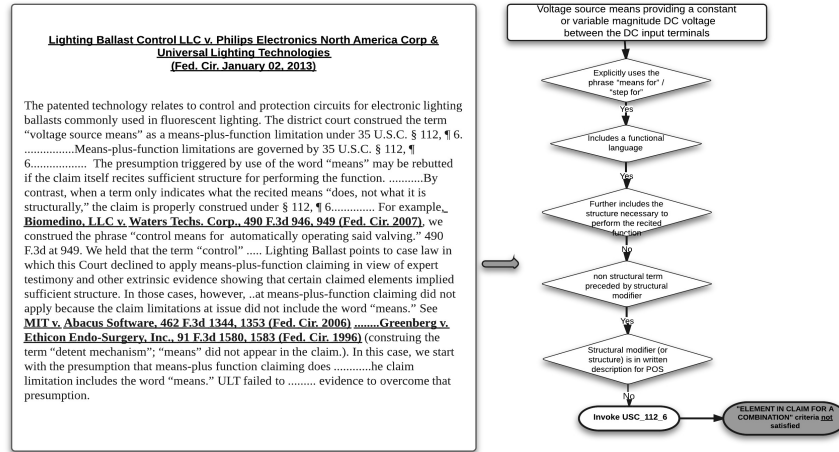 Lighting Ballast Control LLC v. Philips Electronics North America Corp &
Universal Lighting Technologies
(Fed. Cir. January 02, 2013)
The patented technology relates to control and protection circuits for electronic lighting
ballasts commonly used in fluorescent lighting. The district court construed the term
“voltage source means” as a means-plus-function limitation under 35 U.S.C. § 112, ¶ 6.
...............Means-plus-function limitations are governed by 35 U.S.C. § 112, ¶
6................. The presumption triggered by use of the word “means” may be rebutted
if the claim itself recites sufficient structure for performing the function. ...........By
contrast, when a term only indicates what the recited means “does, not what it is
structurally,” the claim is properly construed under § 112, ¶ 6.............. For example,
Biomedino, LLC v. Waters Techs. Corp., 490 F.3d 946, 949 (Fed. Cir. 2007), we
construed the phrase “control means for automatically operating said valving.” 490
F.3d at 949. We held that the term “control” ..... Lighting Ballast points to case law in
which this Court declined to apply means-plus-function claiming in view of expert
testimony and other extrinsic evidence showing that certain claimed elements implied
sufficient structure. In those cases, however, ..at means-plus-function claiming did not
apply because the claim limitations at issue did not include the word “means.” See
MIT v. Abacus Software, 462 F.3d 1344, 1353 (Fed. Cir. 2006) ........Greenberg v.
Ethicon Endo-Surgery, Inc., 91 F.3d 1580, 1583 (Fed. Cir. 1996) (construing the
term “detent mechanism”; “means” did not appear in the claim.). In this case, we start
with the presumption that means-plus function claiming does ............he claim
limitation includes the word “means.” ULT failed to ......... evidence to overcome that
presumption.
Voltage source means providing a constant
or variable magnitude DC voltage
between the DC input terminals
Explicitly uses the
phrase “means for” /
“step for”
Yes
Includes a functional
language
Yes
Further includes the
structure necessary to
perform the recited
function
No
non structural term
preceded by structural
modifier
Yes
Structural modifier (or
structure) is in written
description for POS
No
Invoke USC_112_6
"ELEMENT IN CLAIM FOR A
COMBINATION" criteria not
satisfied